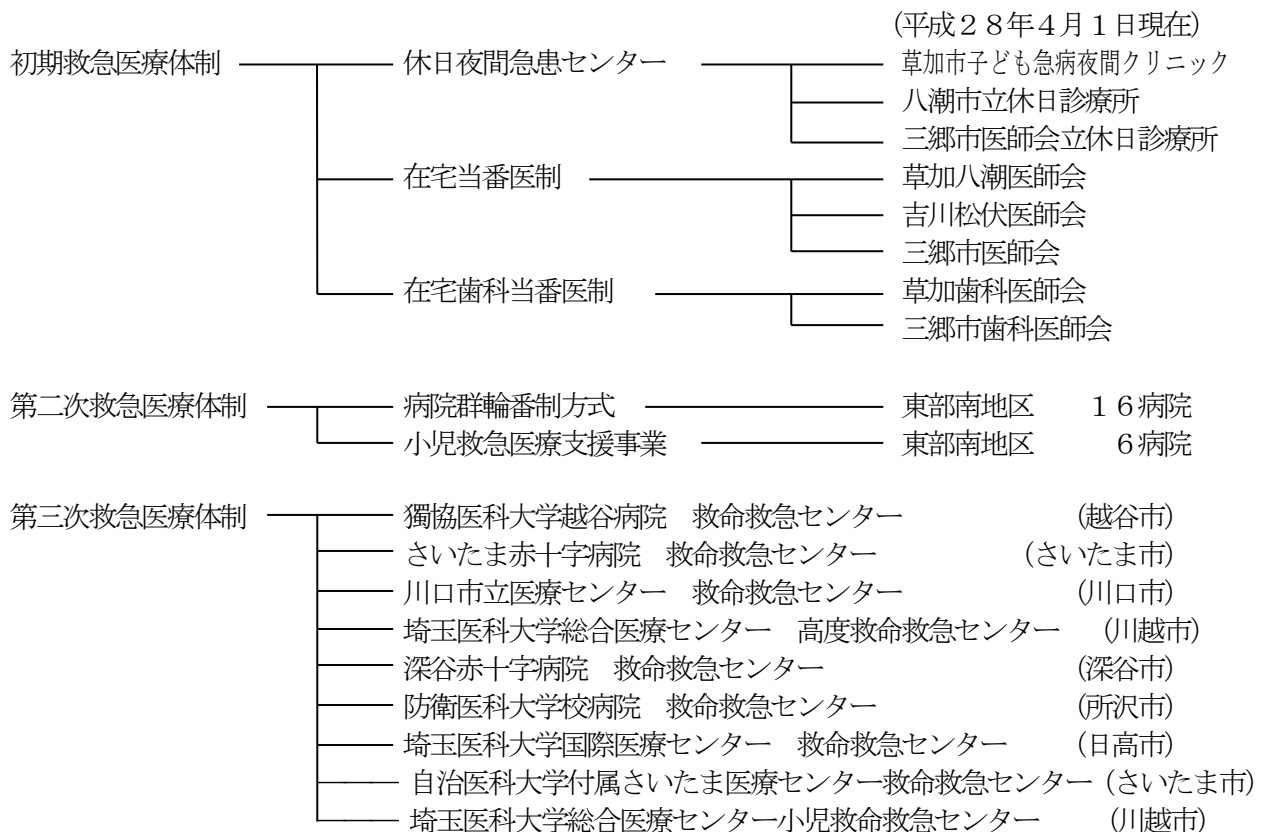 (平成２８年４月１日現在)
初期救急医療体制　休日夜間急患センター　草加市子ども急病夜間クリニック
八潮市立休日診療所
三郷市医師会立休日診療所
在宅当番医制　草加八潮医師会
吉川松伏医師会
三郷市医師会
在宅歯科当番医制　草加歯科医師会
三郷市歯科医師会
第二次救急医療体制　病院群輪番制方式　東部南地区　１６病院
小児救急医療支援事業　東部南地区　６病院
第三次救急医療体制　獨協医科大学越谷病院　救命救急センター　(越谷市)
さいたま赤十字病院　救命救急センター　(さいたま市)
川口市立医療センター　救命救急センター　(川口市)
埼玉医科大学総合医療センター　高度救命救急センター　(川越市)
深谷赤十字病院　救命救急センター　(深谷市)
防衛医科大学校病院　救命救急センター　(所沢市)
埼玉医科大学国際医療センター　救命救急センター　(日高市)
自治医科大学付属さいたま医療センター救命救急センター (さいたま市)
埼玉医科大学総合医療センター小児救命救急センター　(川越市)